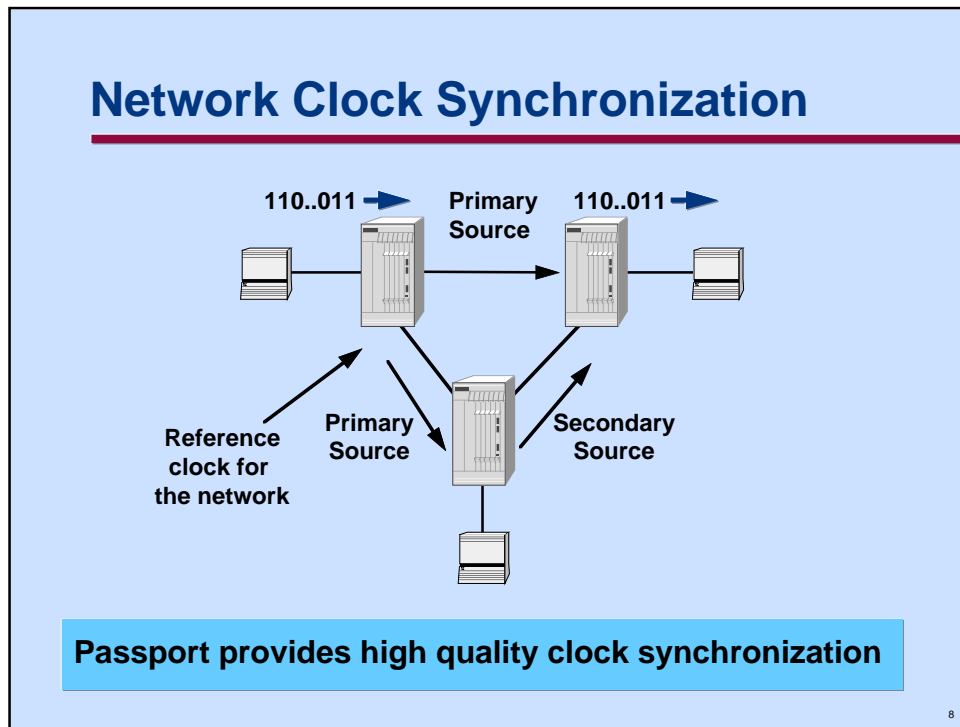 Network Clock Synchronization
110..011
Primary
Source
110..011
Reference
clock for
the network
Primary
Source
Secondary
Source
Passport provides high quality clock synchronization
8